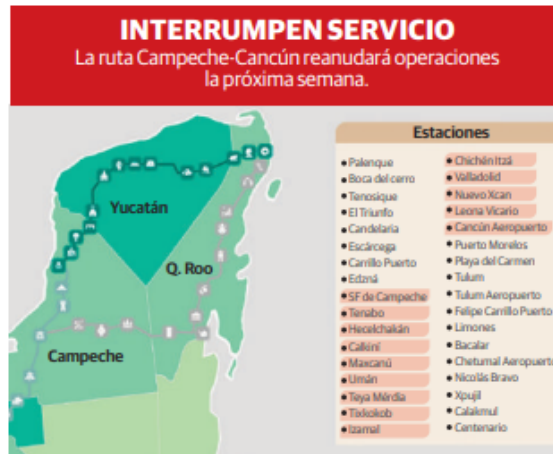 INTERRUMPEN SERVICIO
La ruta Campeche-Cancún reanudará operaciones
la próxima semana.
Yucatán
Q. Roo
Campeche
Estaciones
Palenque
Boca del cerro
Tenosique
El Triunfo
Candelaria
Escárcega
Carrillo Puerto
Edzná
SF de Campeche
Tenabo
Hecelchakán
Calkiní
Maxcanú
Umán
Teya Mérdia
Tixkokob
Izamal
Chichén Itzá
Valladolid
Nuevo Xcan
Leona Vicario
Cancún Aeropuerto
Puerto Morelos
Playa del Carmen
Tulum
Tulum Aeropuerto
Felipe Carrillo Puerto
Limones
Bacalar
Chetumal Aeropuerto
Nicolás Bravo
Xpujil
Calakmul
Centenario